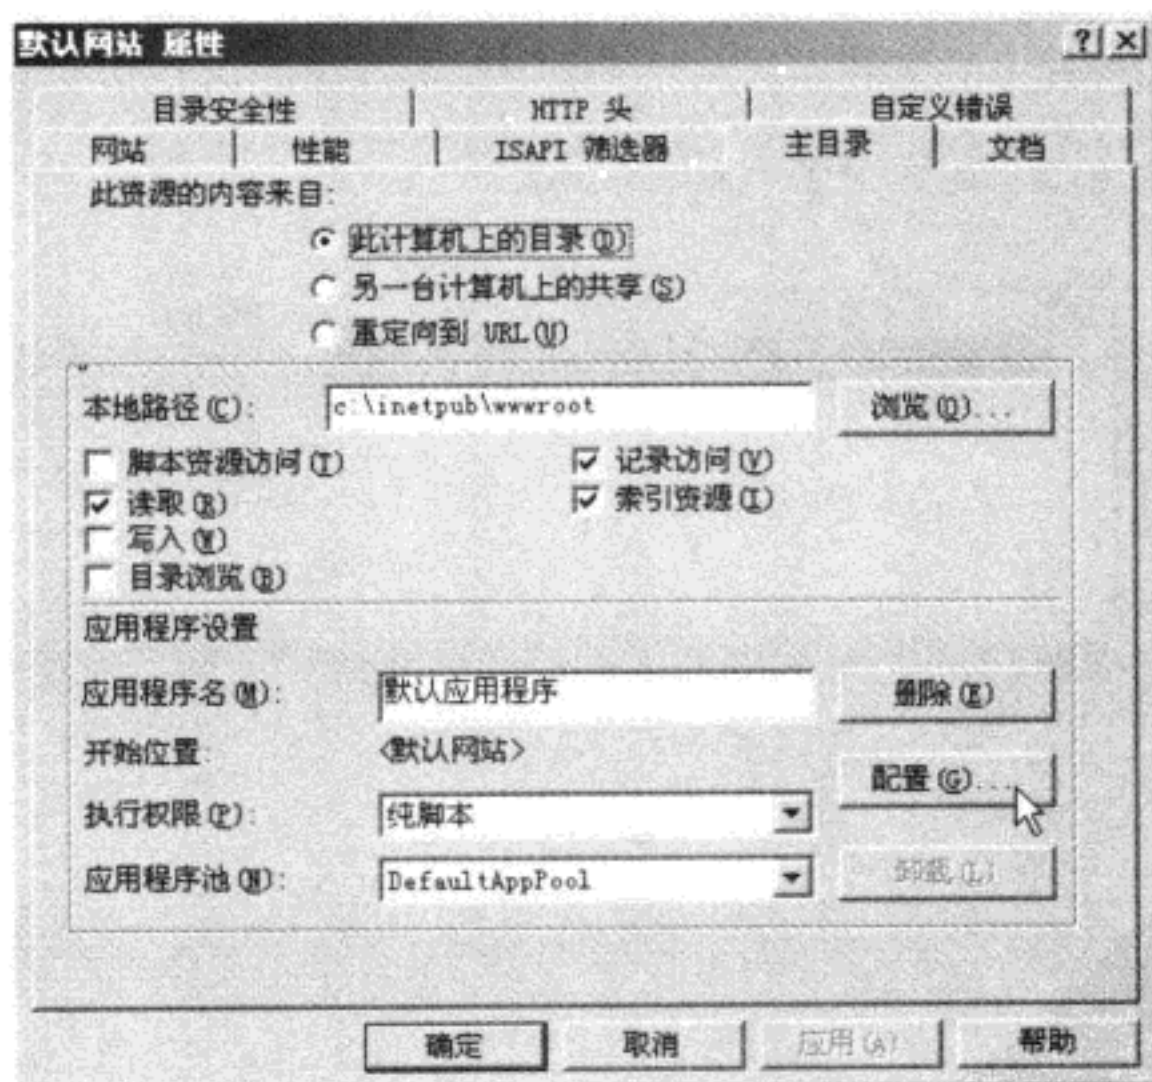 默认网站 属性
目录安全性 HTTP 头 自定义错误
网站 性能 ISAPI 筛选器 主目录 文档
此资源的内容来自:
此计算机上的目录(D)
另一台计算机上的共享(S)
重定向到 URL(U)
本地路径(C): c:\inetpub\wwwroot 浏览(O)...
脚本资源访问(T) 记录访问(V)
读取(R) 索引资源(I)
写入(W)
目录浏览(B)
应用程序设置
应用程序名(M): 默认应用程序 删除(E)
开始位置: <默认网站>
配置(G)...
执行权限(P): 纯脚本
应用程序池(N): DefaultAppPool 卸载(L)
确定 取消 应用(A) 帮助